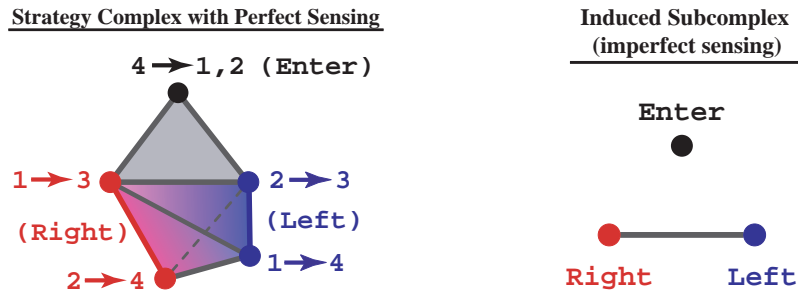 Strategy Complex with Perfect Sensing
4 → 1,2 (Enter)
1 → 3
2 → 3
(Right)
(Left)
2 → 4
1 → 4
Induced Subcomplex
(imperfect sensing)
Enter
Right
Left